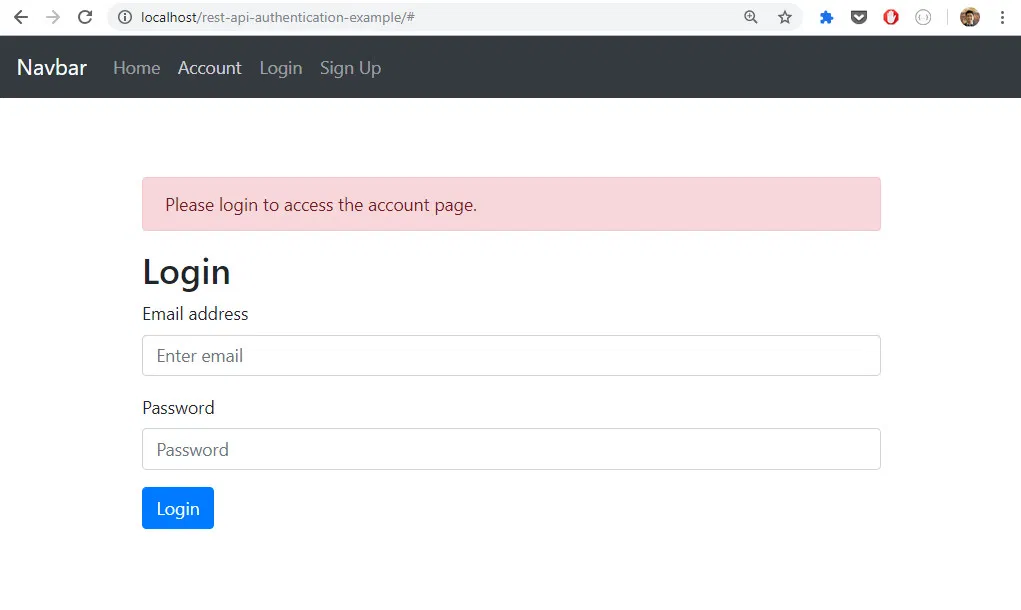 localhost/rest-api-authentication-example/#
Navbar Home Account Login Sign Up
Please login to access the account page.
Login
Email address
Enter email
Password
Password
Login